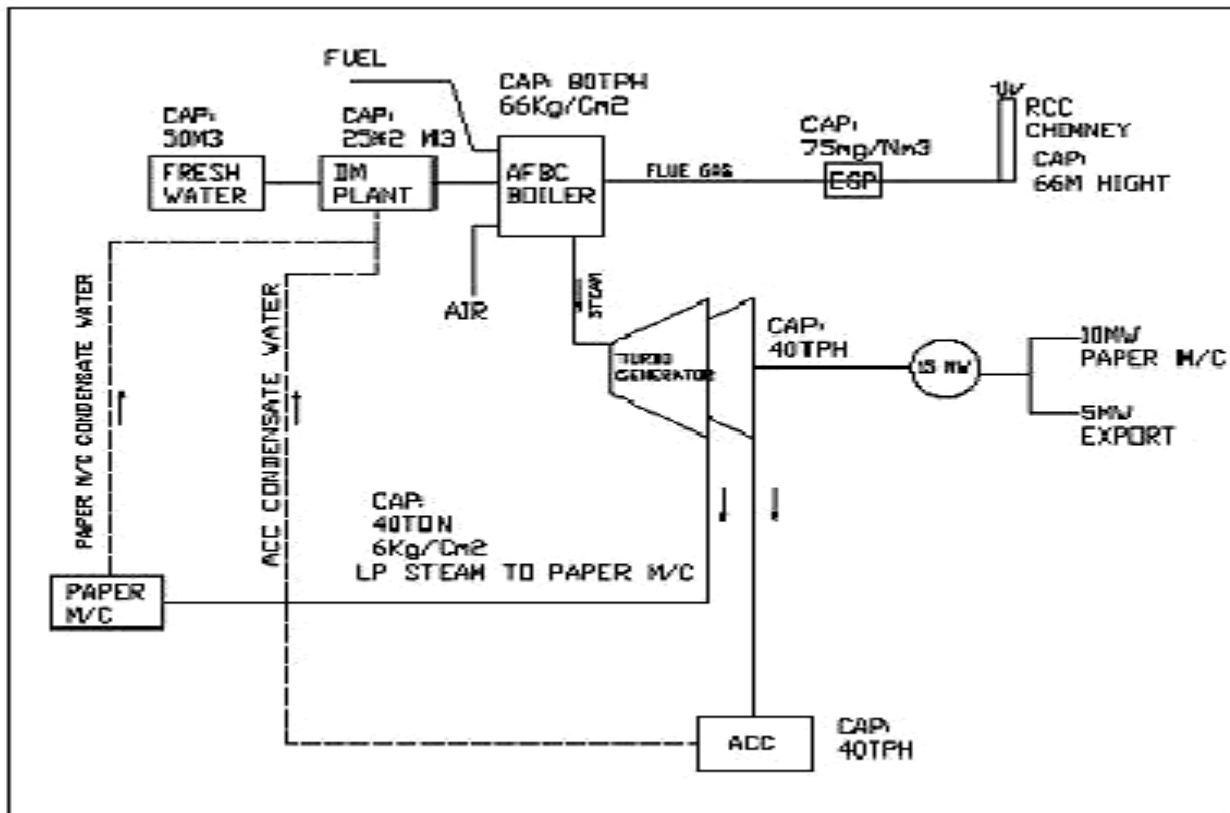 FUEL
CAP: 80TPH
66Kg/Cm2
CAP:
50M3
FRESH
WATER
CAP:
25*2 M3
DM
PLANT
AFBC
BOILER
AIR
FLUE GAS
CAP:
75mg/Nm3
ESP
RCC
CHIMNEY
CAP:
66M HIGHT
STEAM
TURBO
GENERATOR
CAP:
40TPH
15 MW
10MW
PAPER M/C
5MW
EXPORT
PAPER M/C CONDENSATE WATER
ACC CONDENSATE WATER
CAP:
40TON
6Kg/Cm2
LP STEAM TO PAPER M/C
PAPER
M/C
ACC
CAP:
40TPH